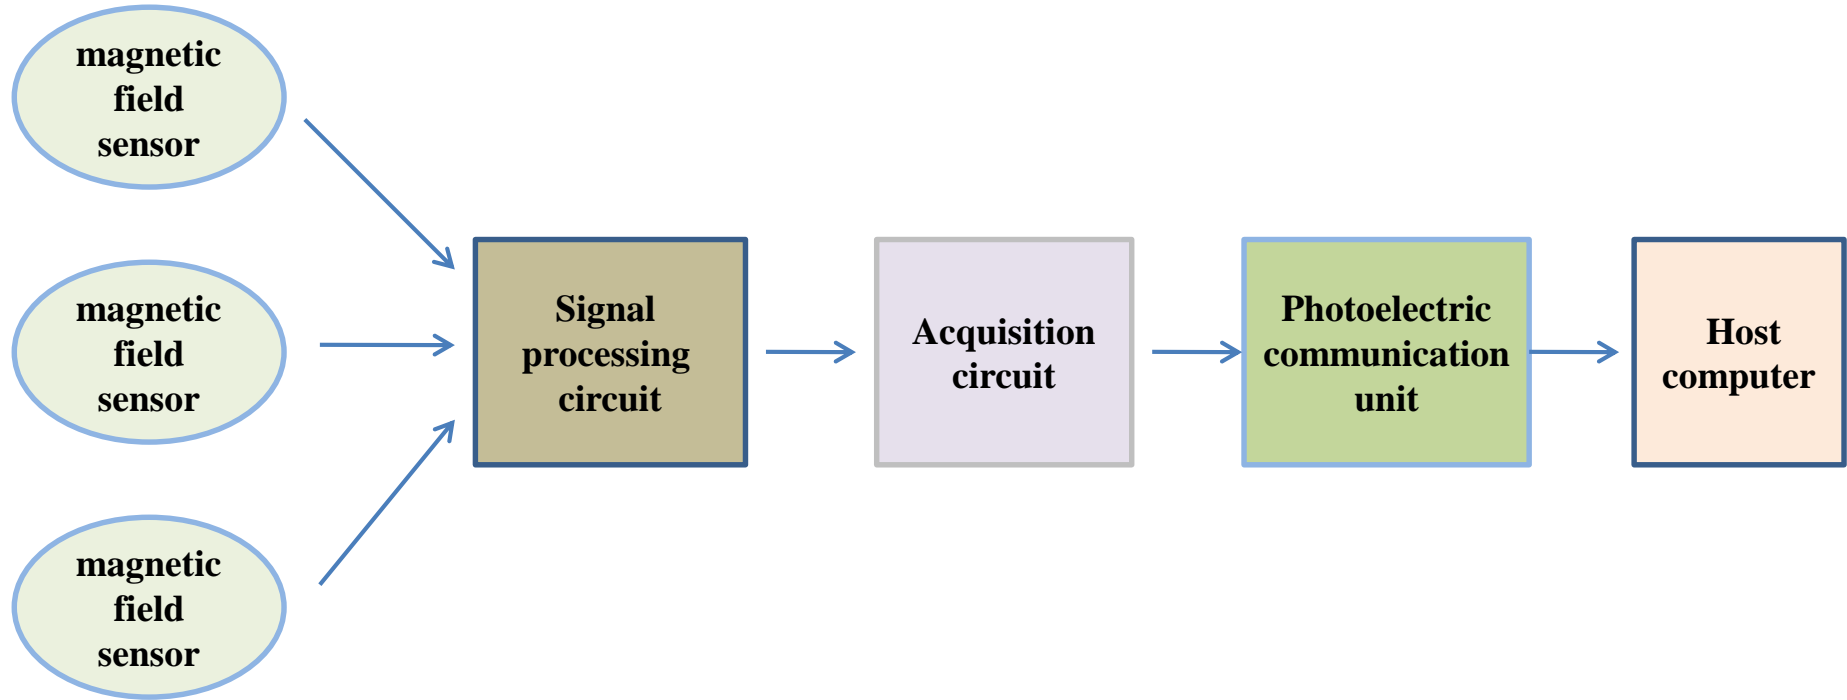 magnetic
field
sensor
magnetic
field
sensor
magnetic
field
sensor
Signal
processing
circuit
Acquisition
circuit
Photoelectric
communication
unit
Host
computer